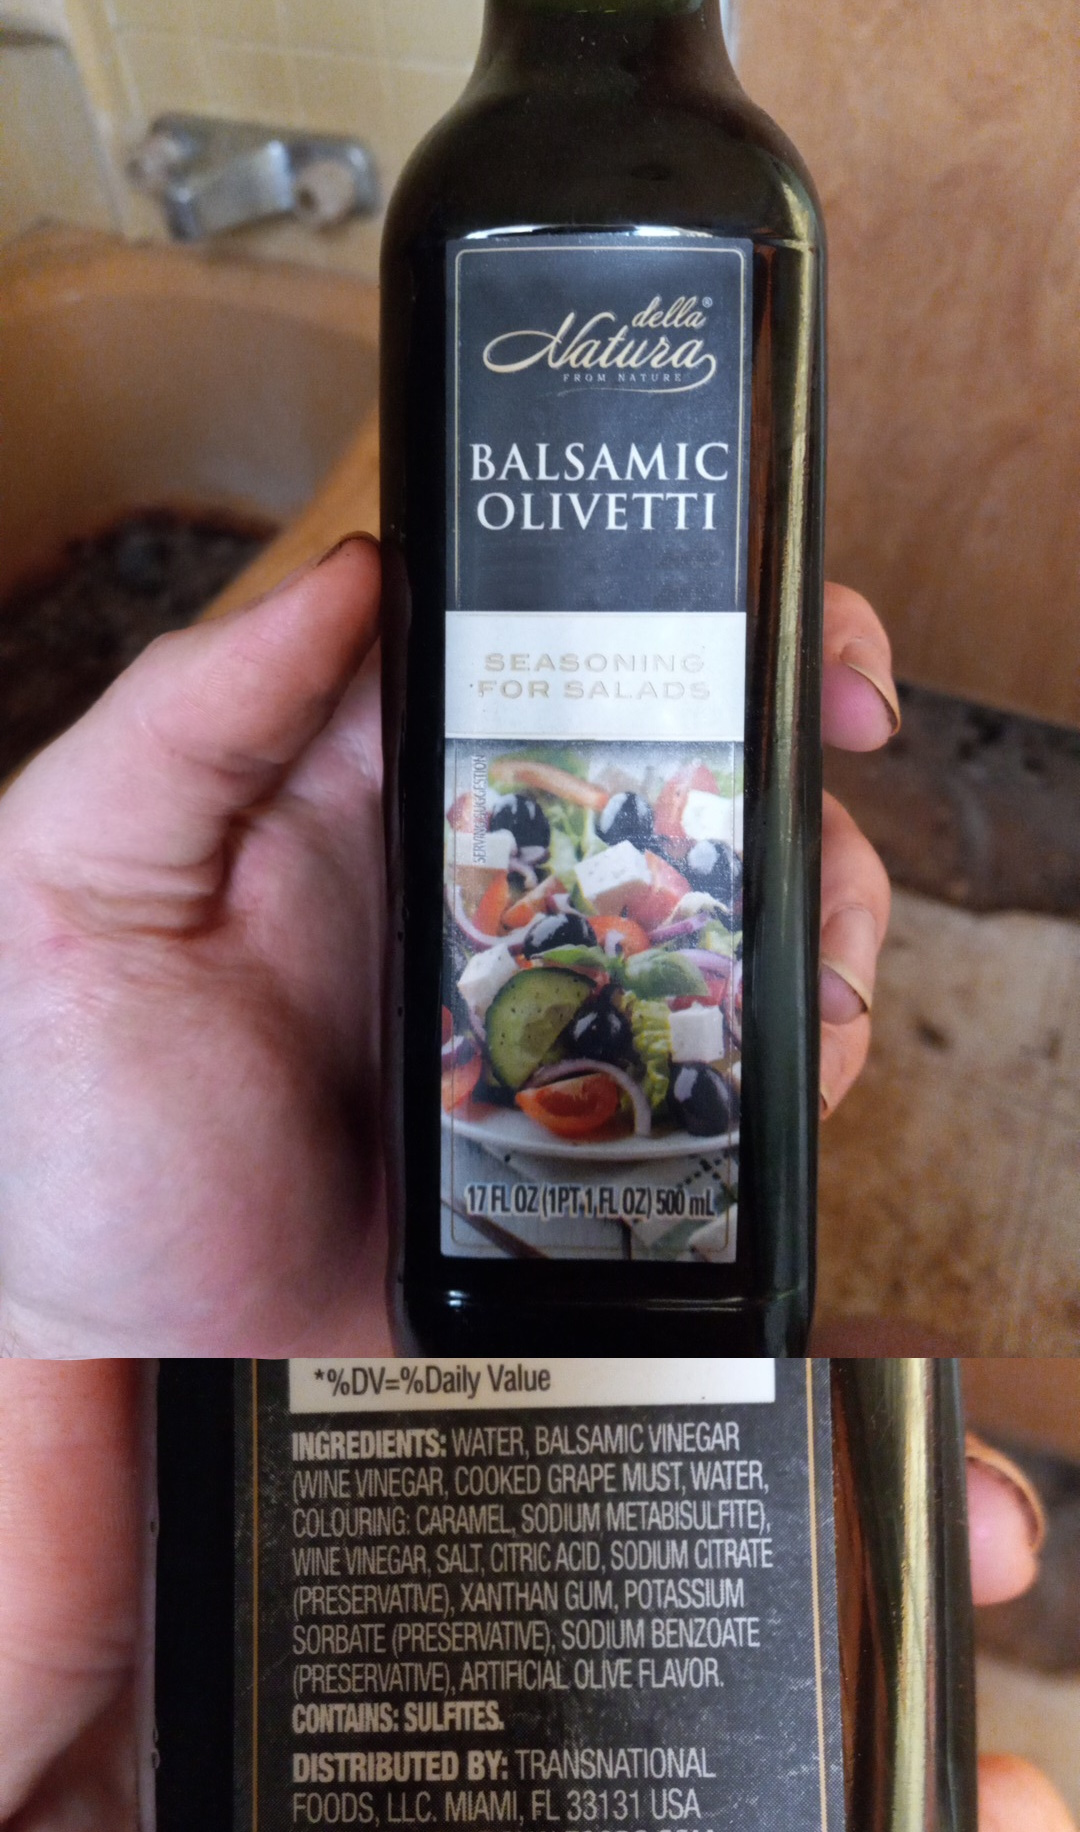 della®
Natura
FROM NATURE
BALSAMIC
OLIVETTI
SEASONING
FOR SALADS
SERVING SUGGESTION
17 FL OZ (1PT 1 FL OZ) 500 mL
*%DV=%Daily Value
INGREDIENTS: WATER, BALSAMIC VINEGAR
(WINE VINEGAR, COOKED GRAPE MUST, WATER,
COLOURING: CARAMEL, SODIUM METABISULFITE),
WINE VINEGAR, SALT, CITRIC ACID, SODIUM CITRATE
(PRESERVATIVE), XANTHAN GUM, POTASSIUM
SORBATE (PRESERVATIVE), SODIUM BENZOATE
(PRESERVATIVE), ARTIFICIAL OLIVE FLAVOR.
CONTAINS: SULFITES.
DISTRIBUTED BY: TRANSNATIONAL
FOODS, LLC. MIAMI, FL 33131 USA